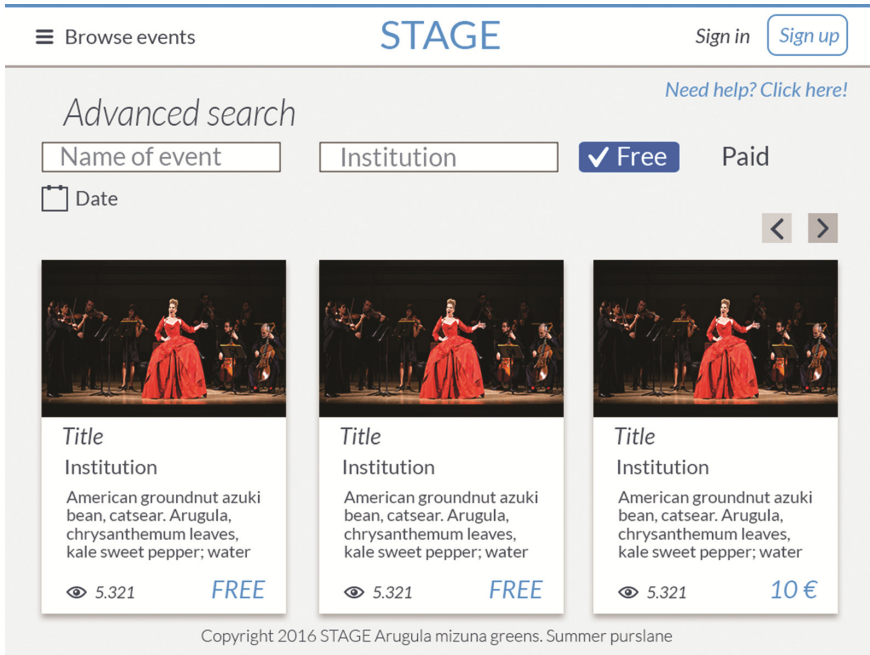 Browse events
STAGE
Sign in
Sign up
Need help? Click here!
Advanced search
Name of event
Institution
Free
Paid
Date
Title
Institution
American groundnut azuki
bean, catsear. Arugula,
chrysanthemum leaves,
kale sweet pepper; water
5.321
FREE
Title
Institution
American groundnut azuki
bean, catsear. Arugula,
chrysanthemum leaves,
kale sweet pepper; water
5.321
FREE
Title
Institution
American groundnut azuki
bean, catsear. Arugula,
chrysanthemum leaves,
kale sweet pepper; water
5.321
10 €
Copyright 2016 STAGE Arugula mizuna greens. Summer purslane